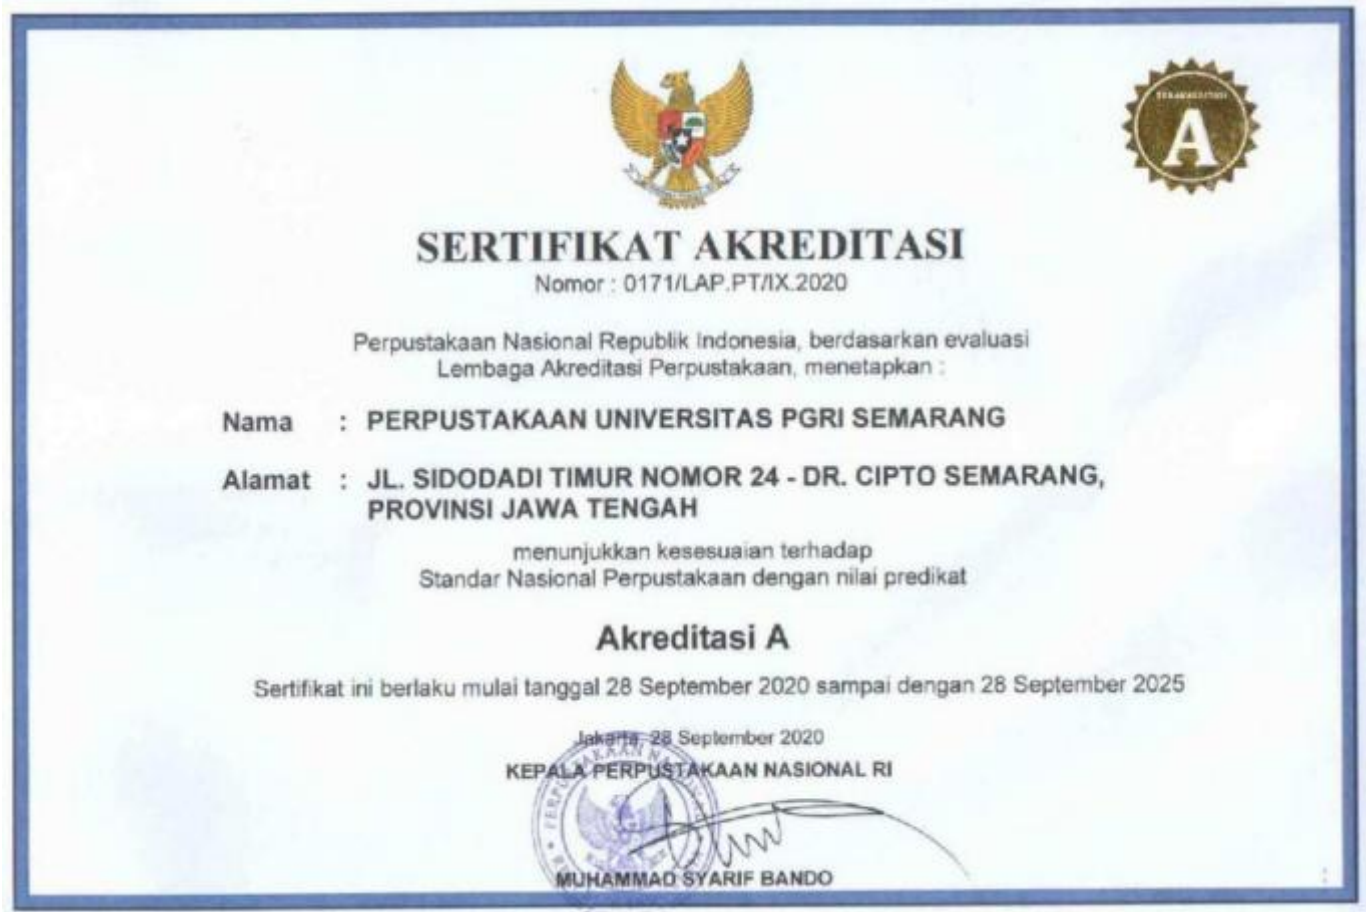 TERAKREDITASI
A
SERTIFIKAT AKREDITASI
Nomor : 0171/LAP.PT/IX.2020
Perpustakaan Nasional Republik Indonesia, berdasarkan evaluasi
Lembaga Akreditasi Perpustakaan, menetapkan :
Nama : PERPUSTAKAAN UNIVERSITAS PGRI SEMARANG
Alamat : JL. SIDODADI TIMUR NOMOR 24 - DR. CIPTO SEMARANG,
PROVINSI JAWA TENGAH
menunjukkan kesesuaian terhadap
Standar Nasional Perpustakaan dengan nilai predikat
Akreditasi A
Sertifikat ini berlaku mulai tanggal 28 September 2020 sampai dengan 28 September 2025
Jakarta, 28 September 2020
KEPALA PERPUSTAKAAN NASIONAL RI
MUHAMMAD SYARIF BANDO